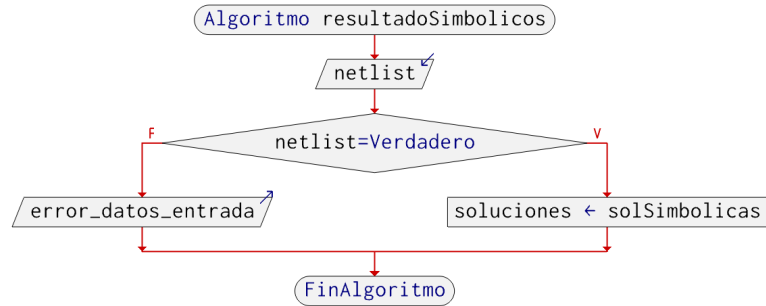 Algoritmo resultadoSimbolicos
netlist
netlist=Verdadero
F
V
error_datos_entrada
soluciones ← solSimbolicas
FinAlgoritmo